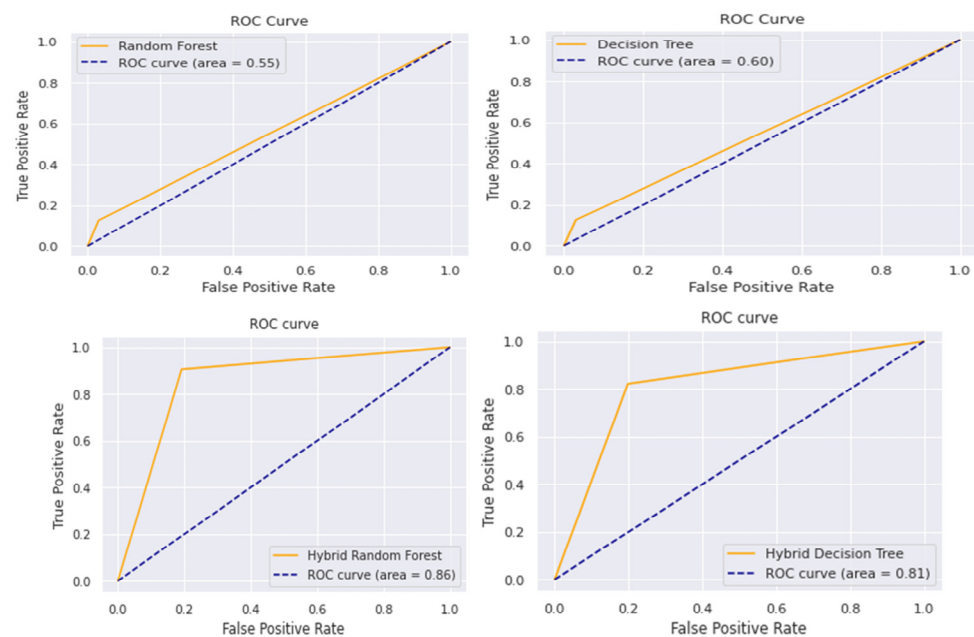 ROC Curve
1.0
0.8
0.6
0.4
0.2
0.0
True Positive Rate
Random Forest
ROC curve (area = 0.55)
0.0 0.2 0.4 0.6 0.8 1.0
False Positive Rate
ROC Curve
1.0
0.8
0.6
0.4
0.2
0.0
True Positive Rate
Decision Tree
ROC curve (area = 0.60)
0.0 0.2 0.4 0.6 0.8 1.0
False Positive Rate
ROC curve
1.0
0.8
0.6
0.4
0.2
0.0
True Positive Rate
Hybrid Random Forest
ROC curve (area = 0.86)
0.0 0.2 0.4 0.6 0.8 1.0
False Positive Rate
ROC curve
1.0
0.8
0.6
0.4
0.2
0.0
True Positive Rate
Hybrid Decision Tree
ROC curve (area = 0.81)
0.0 0.2 0.4 0.6 0.8 1.0
False Positive Rate